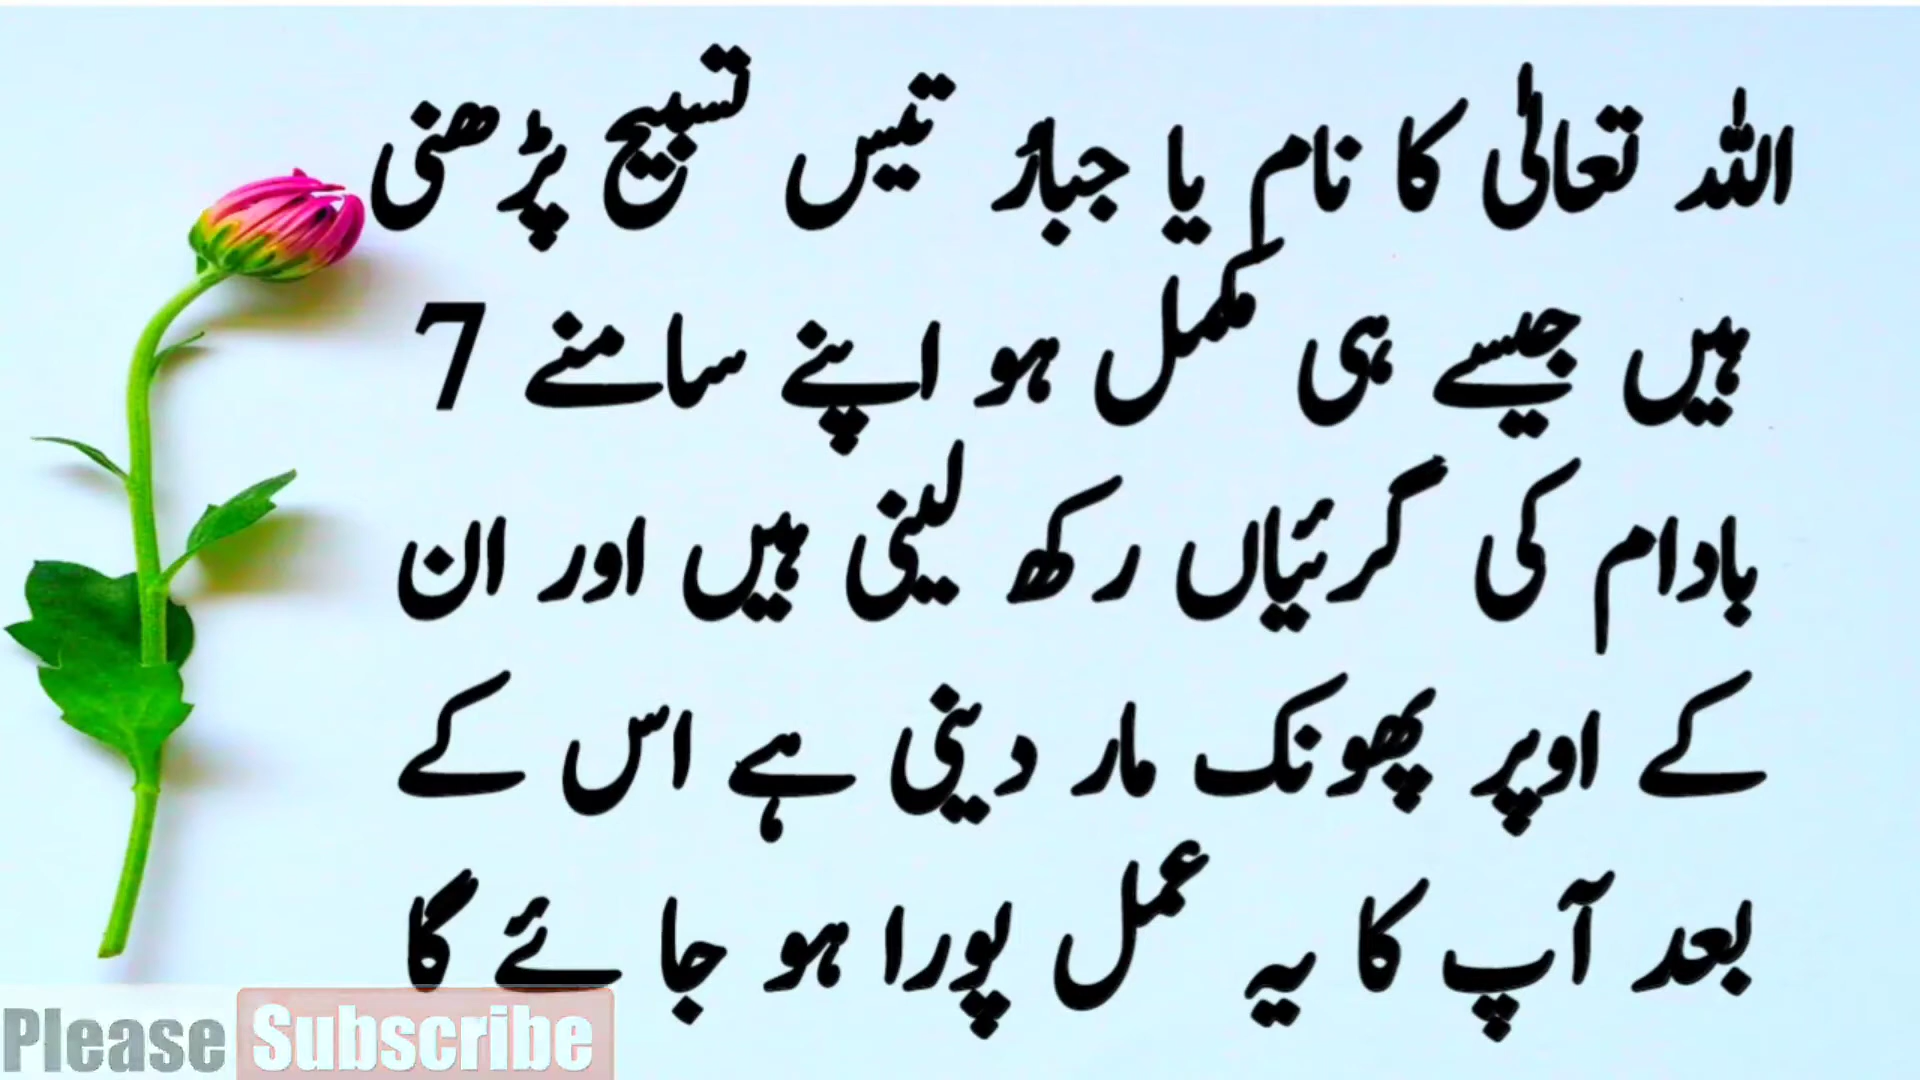 اللہ تعالیٰ کا نام یا جبارُ تیس تسبیح پڑھنی
ہیں جیسے ہی مکمل ہو اپنے سامنے 7
بادام کی گرئیاں رکھ لینی ہیں اور ان
کے اوپر پھونک مار دینی ہے اس کے
بعد آپ کا یہ عمل پورا ہو جائے گا
Please Subscribe